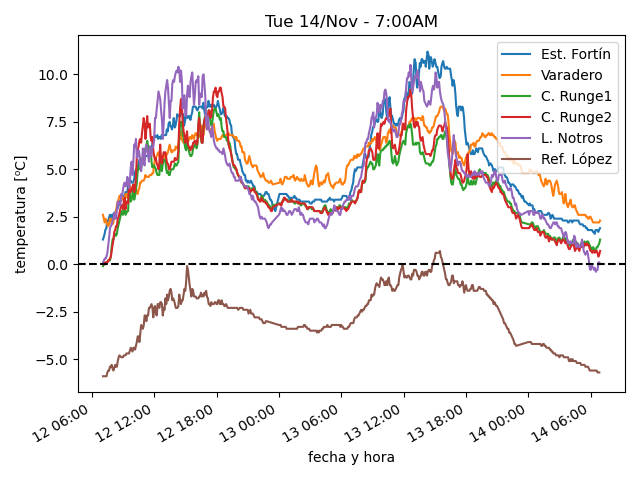 Tue 14/Nov - 7:00AM
temperatura [ºC]
10.0
7.5
5.0
2.5
0.0
−2.5
−5.0
Est. Fortín
Varadero
C. Runge1
C. Runge2
L. Notros
Ref. López
12 06:00
12 12:00
12 18:00
13 00:00
13 06:00
13 12:00
13 18:00
14 00:00
14 06:00
fecha y hora